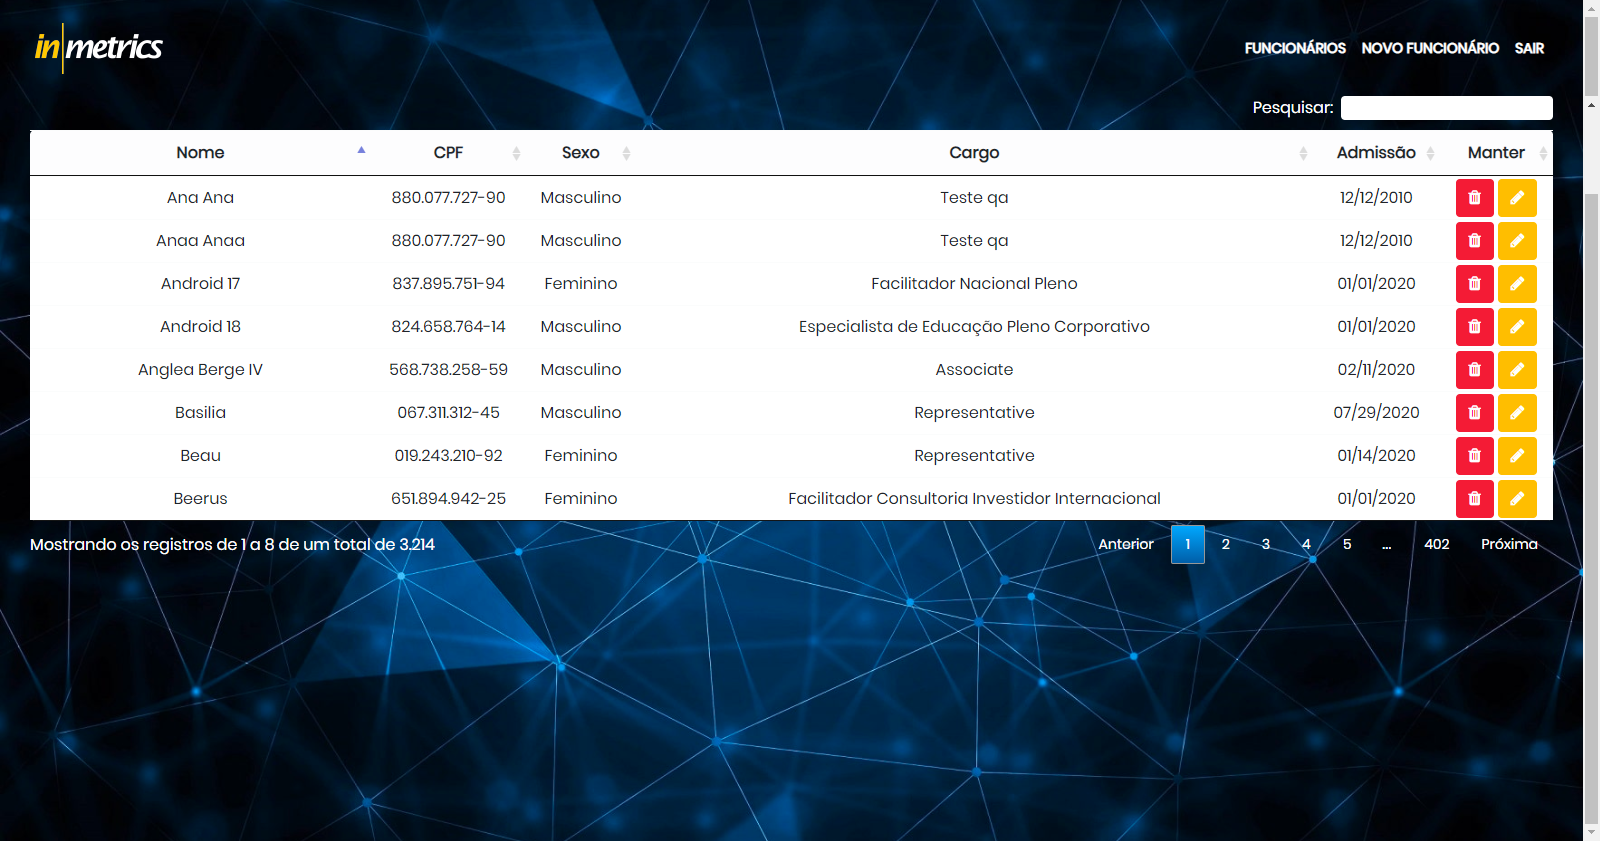 in|metrics
FUNCIONÁRIOS NOVO FUNCIONÁRIO SAIR
Pesquisar:
Nome CPF Sexo Cargo Admissão Manter
Ana Ana 880.077.727-90 Masculino Teste qa 12/12/2010
Anaa Anaa 880.077.727-90 Masculino Teste qa 12/12/2010
Android 17 837.895.751-94 Feminino Facilitador Nacional Pleno 01/01/2020
Android 18 824.658.764-14 Masculino Especialista de Educação Pleno Corporativo 01/01/2020
Anglea Berge IV 568.738.258-59 Masculino Associate 02/11/2020
Basilia 067.311.312-45 Masculino Representative 07/29/2020
Beau 019.243.210-92 Feminino Representative 01/14/2020
Beerus 651.894.942-25 Feminino Facilitador Consultoria Investidor Internacional 01/01/2020
Mostrando os registros de 1 a 8 de um total de 3.214 Anterior 1 2 3 4 5 ... 402 Próxima